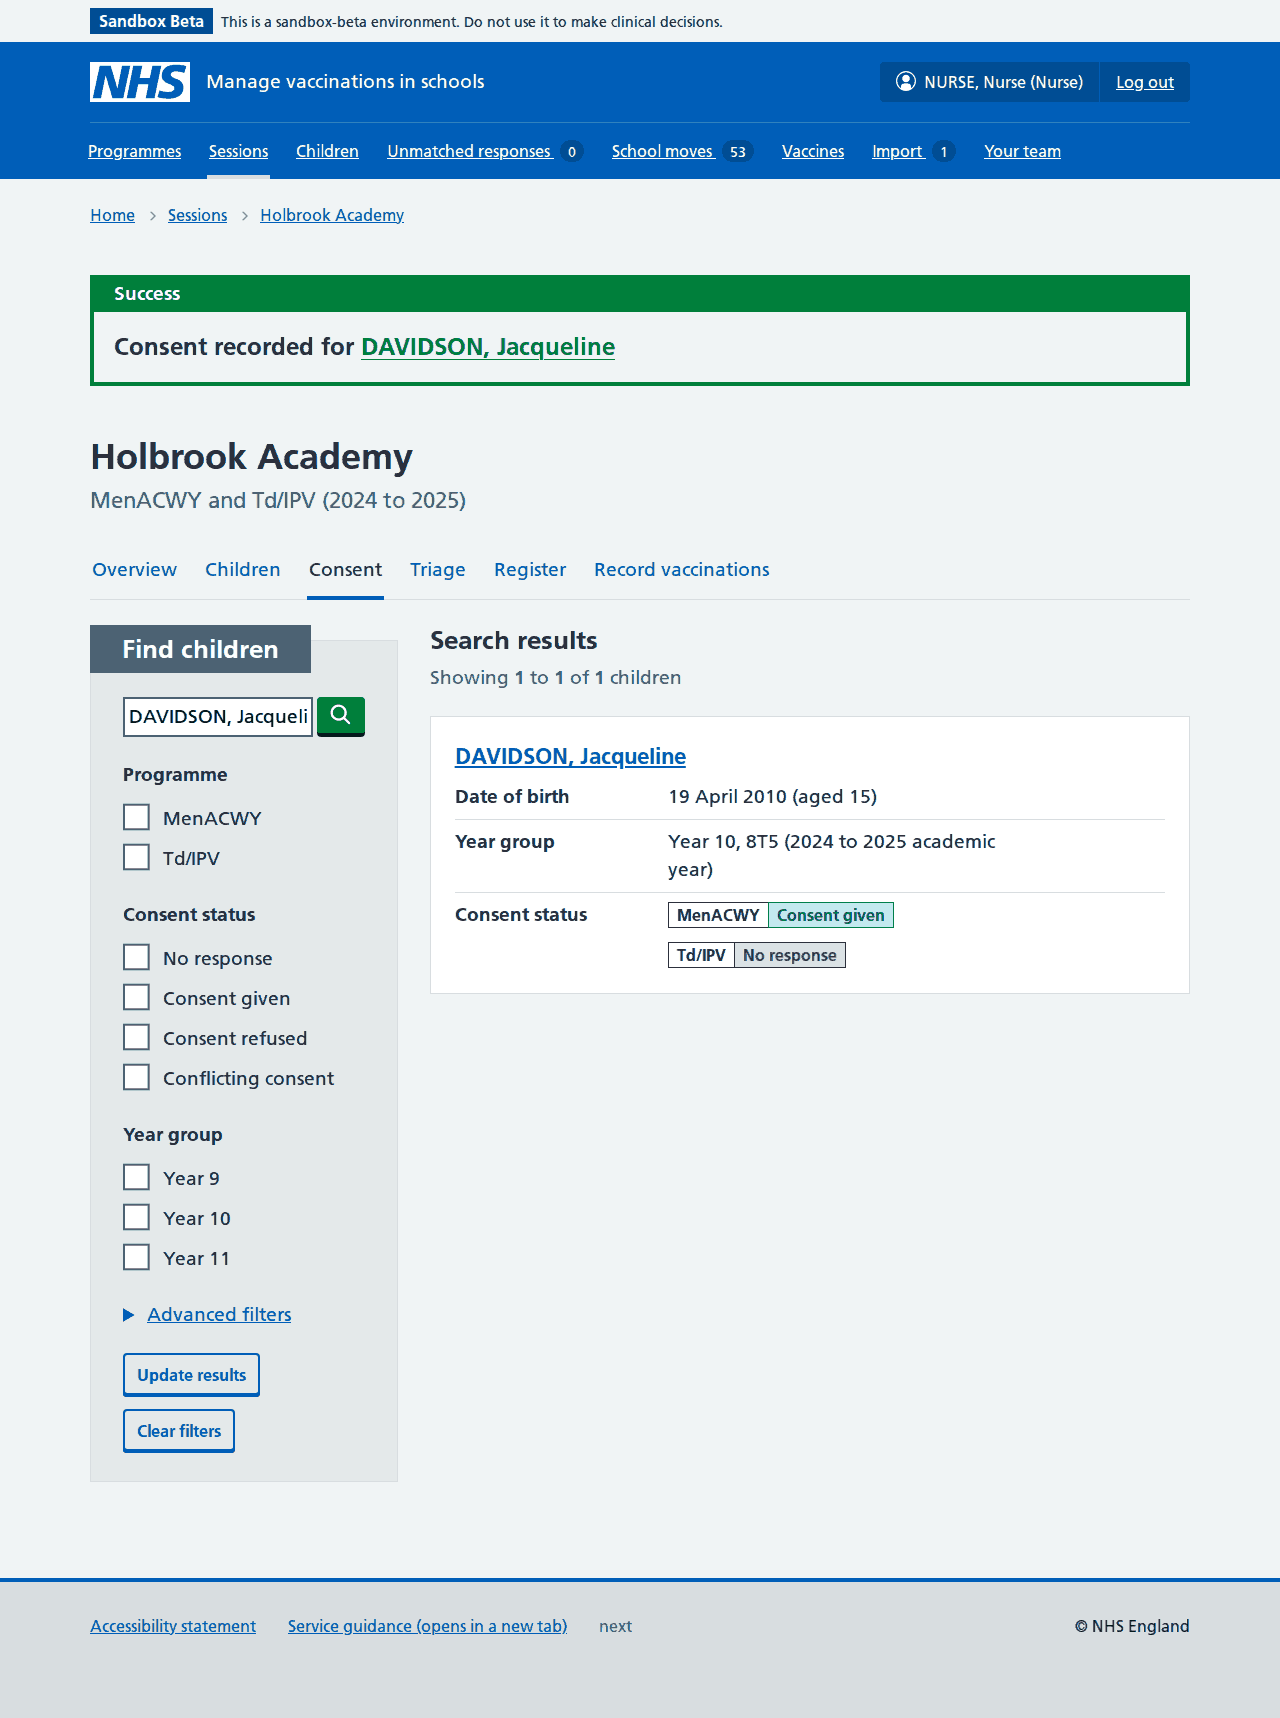 Sandbox Beta This is a sandbox-beta environment. Do not use it to make clinical decisions.
NHS Manage vaccinations in schools NURSE, Nurse (Nurse) Log out
Programmes Sessions Children Unmatched responses 0 School moves 53 Vaccines Import 1 Your team
Home Sessions Holbrook Academy
Success
Consent recorded for DAVIDSON, Jacqueline
Holbrook Academy
MenACWY and Td/IPV (2024 to 2025)
Overview Children Consent Triage Register Record vaccinations
Find children
DAVIDSON, Jacqueli
Programme
MenACWY
Td/IPV
Consent status
No response
Consent given
Consent refused
Conflicting consent
Year group
Year 9
Year 10
Year 11
Advanced filters
Update results
Clear filters
Search results
Showing 1 to 1 of 1 children
DAVIDSON, Jacqueline
Date of birth 19 April 2010 (aged 15)
Year group Year 10, 8T5 (2024 to 2025 academic
year)
Consent status MenACWY Consent given
Td/IPV No response
Accessibility statement Service guidance (opens in a new tab) next © NHS England